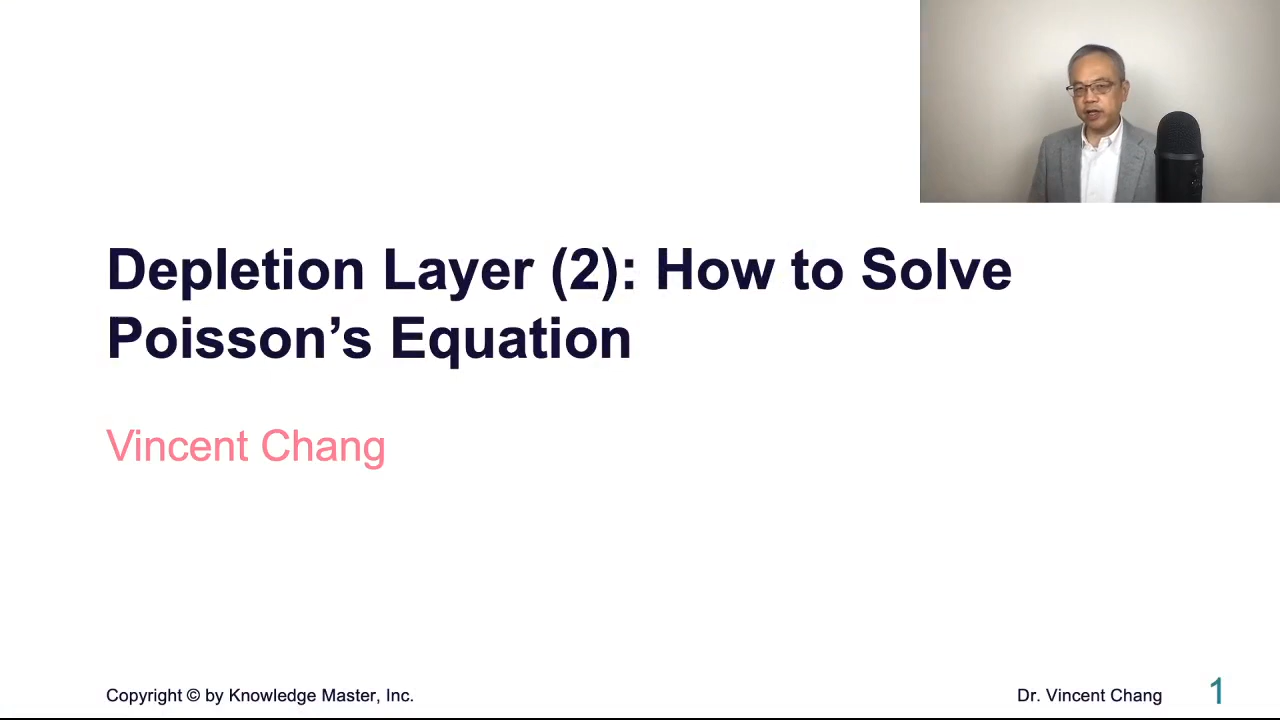 Depletion Layer (2): How to Solve
Poisson’s Equation
Vincent Chang
Copyright © by Knowledge Master, Inc.
Dr. Vincent Chang
1